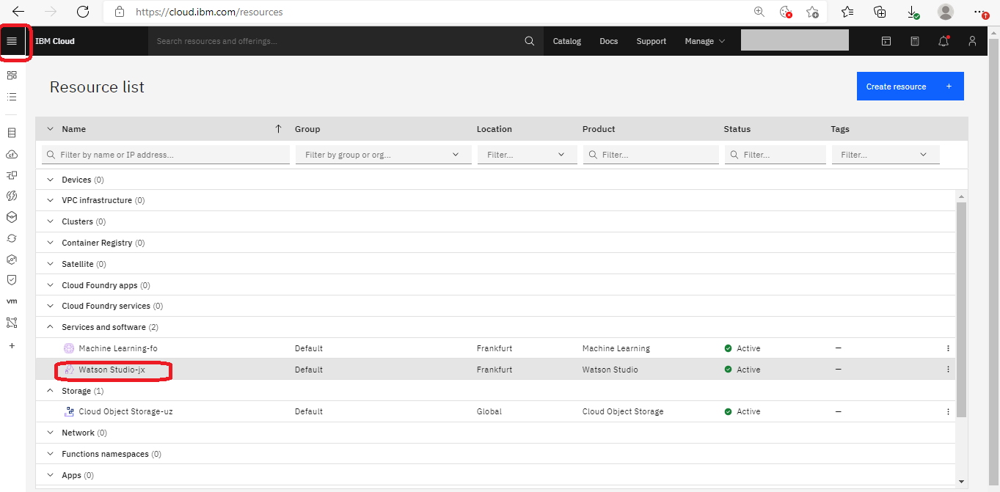 https://cloud.ibm.com/resources
IBM Cloud Search resources and offerings... Catalog Docs Support Manage
Resource list
Create resource +
Name Group Location Product Status Tags
Filter by name or IP address... Filter by group or org... Filter... Filter... Filter... Filter...
Devices (0)
VPC infrastructure (0)
Clusters (0)
Container Registry (0)
Satellite (0)
Cloud Foundry apps (0)
vm
Cloud Foundry services (0)
Services and software (2)
Machine Learning-fo Default Frankfurt Machine Learning Active –
Watson Studio-jx Default Frankfurt Watson Studio Active –
Storage (1)
Cloud Object Storage-uz Default Global Cloud Object Storage Active –
Network (0)
Functions namespaces (0)
Apps (0)